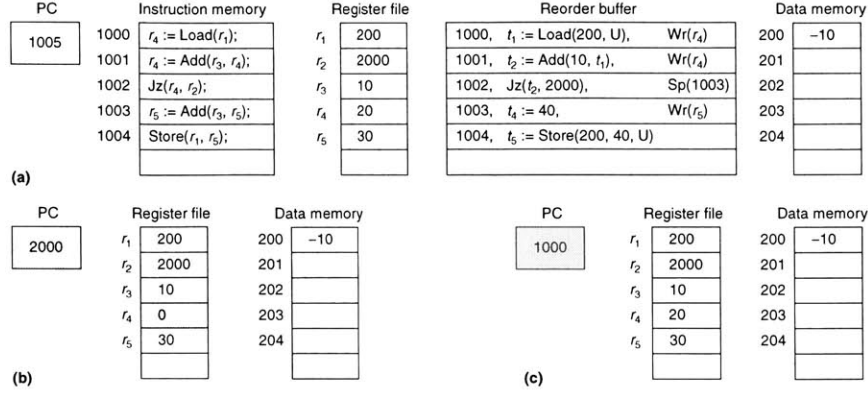 PC Instruction memory Register file Reorder buffer Data memory
1005 1000 r4 := Load(r1); r1 200 1000, t1 := Load(200, U), Wr(r4) 200 −10
1001 r4 := Add(r3, r4); r2 2000 1001, t2 := Add(10, t1), Wr(r4) 201
1002 Jz(r4, r2); r3 10 1002, Jz(t2, 2000), Sp(1003) 202
1003 r5 := Add(r3, r5); r4 20 1003, t4 := 40, Wr(r5) 203
1004 Store(r1, r5); r5 30 1004, t5 := Store(200, 40, U) 204
(a)
PC Register file Data memory
2000 r1 200 200 −10
r2 2000 201
r3 10 202
r4 0 203
r5 30 204
(b)
PC Register file Data memory
1000 r1 200 200 −10
r2 2000 201
r3 10 202
r4 20 203
r5 30 204
(c)